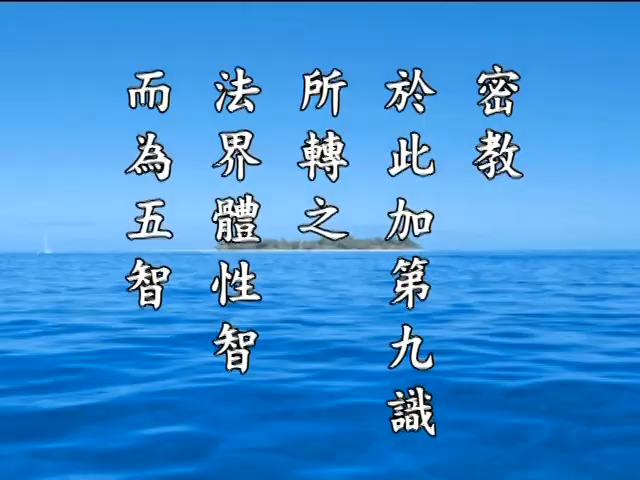 密教
於此加第九識
所轉之
法界體性智
而為五智